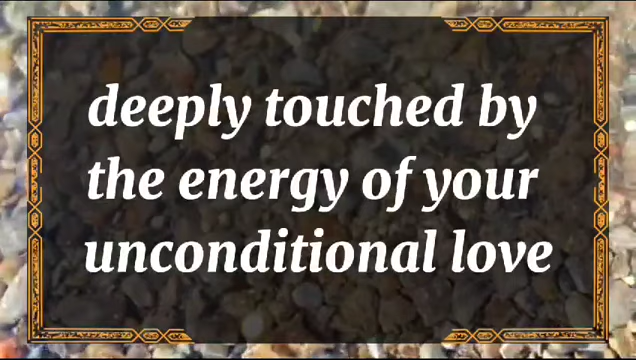 deeply touched by
the energy of your
unconditional love